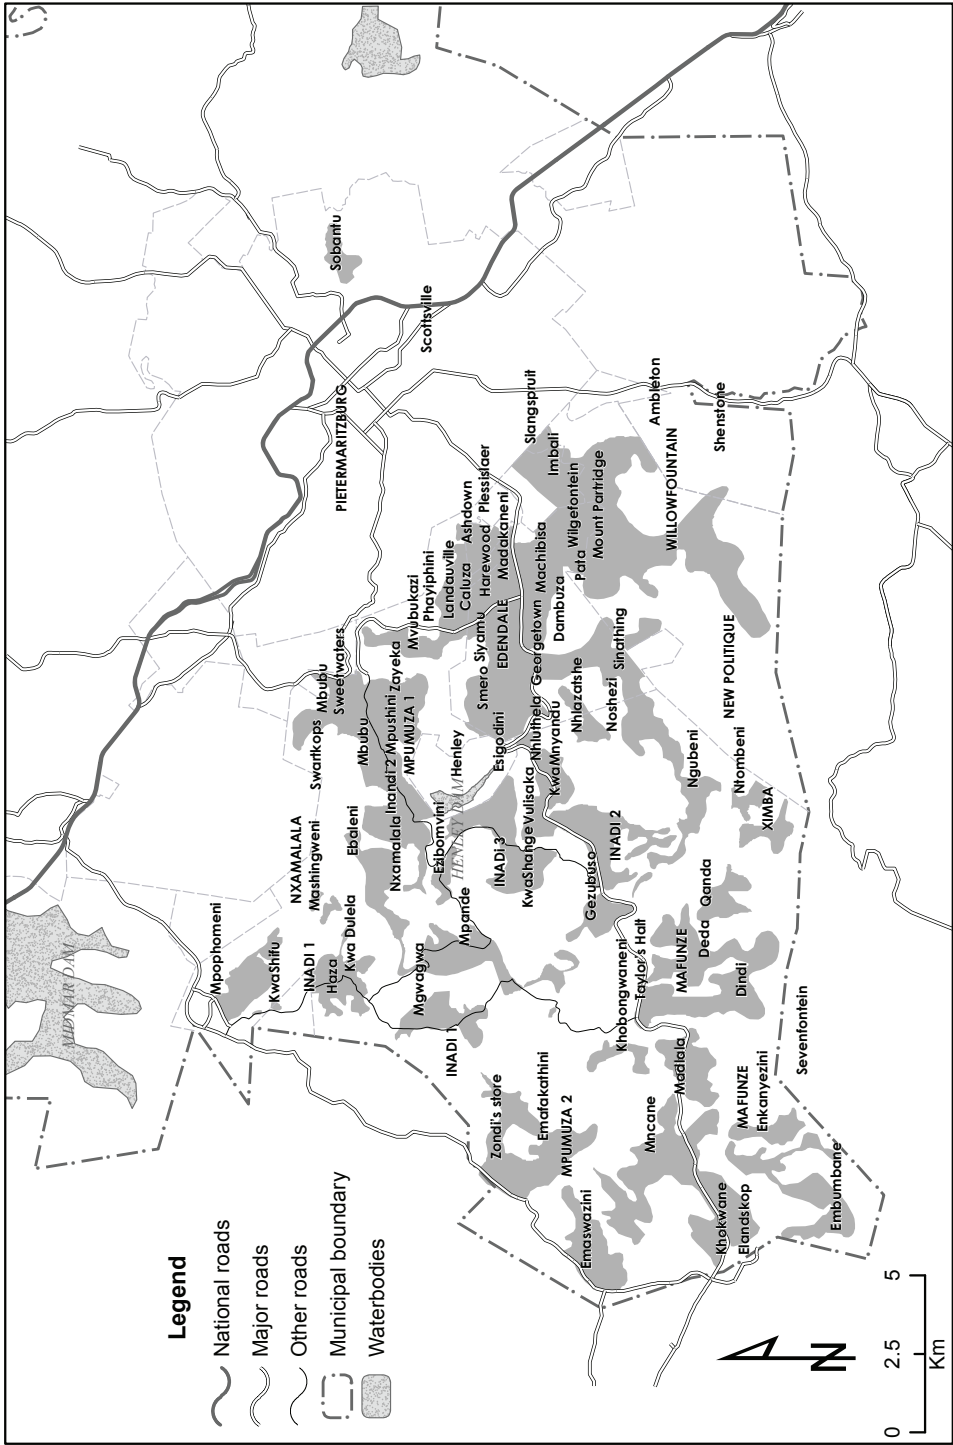 Legend
National roads
Major roads
Other roads
Municipal boundary
Waterbodies
0
2.5
5
Km
N
MIDMAR DAM
Mpophomeni
KwaShifu
NXAMALALA
Mashingweni
INADI 1
Haza
Kwa Dulela
Ebaleni
Swartkops
Mbubu
Sweetwaters
Mbubu
Inandi 2
Mpushini
Zayeka
MPUMUZA 1
Nxamalala
Mvubukazi
Phayiphini
Landauville
Caluza
Ashdown
Harewood
Plessislaer
Madakaneni
PIETERMARITZBURG
Sobantu
Scottsville
Slangspruit
Imbali
Wilgefontein
Pata
Mount Partridge
Ambleton
Shenstone
WILLOWFOUNTAIN
Machibisa
Dambuza
Siyamu
Smero
EDENDALE
Georgetown
Esigodini
Henley
HENLEY DAM
Ezibomvini
Mpande
Mgwagwa
INADI 1
INADi 3
KwaShange
Vulisaka
Nhluthela
KwaMnyandu
Nhlazatshe
Noshezi
Sinathing
NEW POLITIQUE
Ngubeni
Ntombeni
XIMBA
INADI 2
Gezubuso
Qanda
Deda
MAFUNZE
Dindi
Taylor's Halt
Khobongwaneni
Madlala
Sevenfontein
MAFUNZE
Enkanyezini
Mncane
Zondi's store
Emafakathini
MPUMUZA 2
Emaswazini
Khokwane
Elandskop
Embumbane